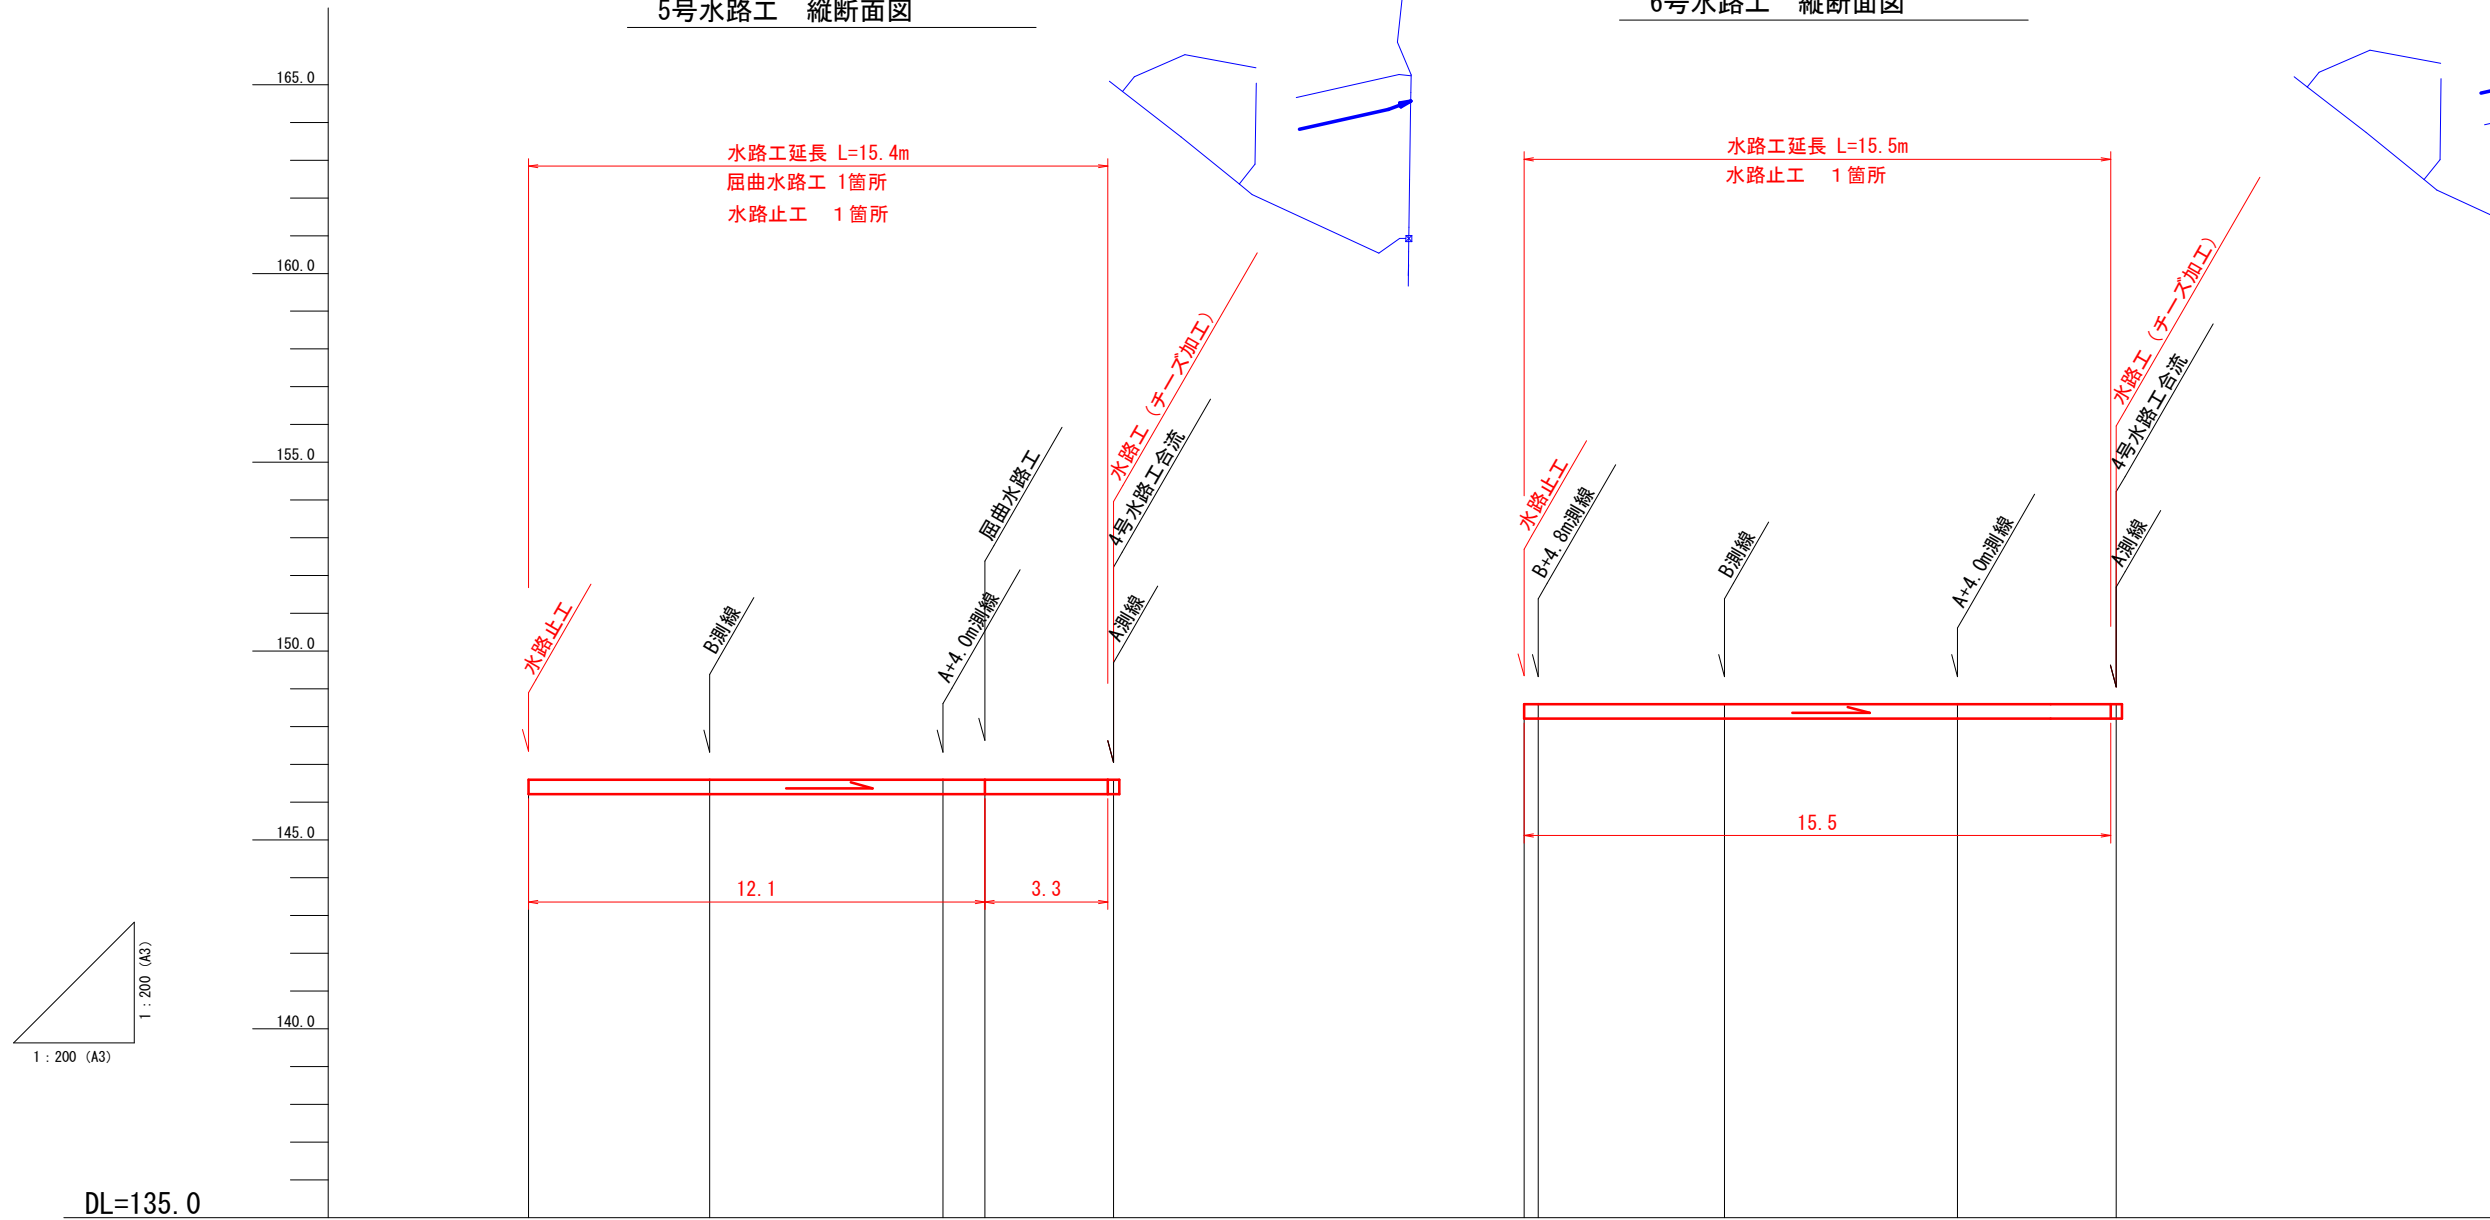 5号水路工　縦断面図
6号水路工　縦断面図
165.0
160.0
155.0
150.0
145.0
140.0
DL=135.0
1：200（A3）
1：200（A3）
水路工延長 L=15.4m
屈曲水路工 1箇所
水路止工　1箇所
水路止工
B測線
A+4.0m測線
屈曲水路工
水路工（チーズ加工）
4号水路工合流
A測線
12.1
3.3
水路工延長 L=15.5m
水路止工　1箇所
水路止工
B+4.8m測線
B測線
A+4.0m測線
水路工（チーズ加工）
4号水路工合流
A測線
15.5